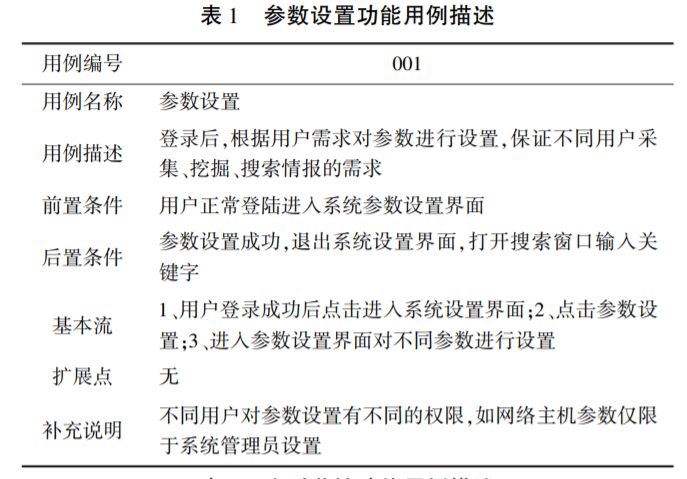 表 1 参数设置功能用例描述
用例编号 001
用例名称 参数设置
用例描述 登录后,根据用户需求对参数进行设置,保证不同用户采
集、挖掘、搜索情报的需求
前置条件 用户正常登陆进入系统参数设置界面
后置条件 参数设置成功,退出系统设置界面,打开搜索窗口输入关
键字
基本流 1、用户登录成功后点击进入系统设置界面;2、点击参数设
置;3、进入参数设置界面对不同参数进行设置
扩展点 无
补充说明 不同用户对参数设置有不同的权限,如网络主机参数仅限
于系统管理员设置